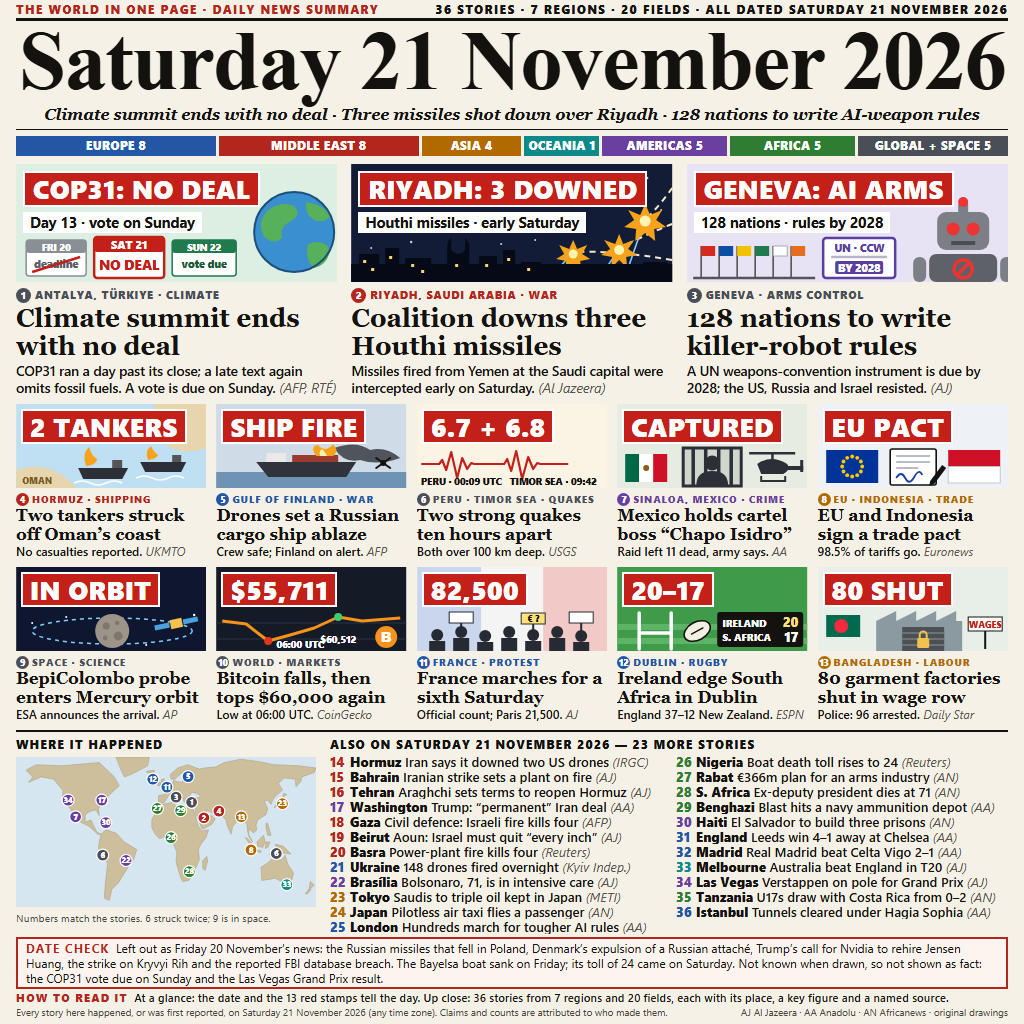 THE WORLD IN ONE PAGE · DAILY NEWS SUMMARY
36 STORIES · 7 REGIONS · 20 FIELDS · ALL DATED SATURDAY 21 NOVEMBER 2026
Saturday 21 November 2026
Climate summit ends with no deal · Three missiles shot down over Riyadh · 128 nations to write AI-weapon rules
EUROPE 8
MIDDLE EAST 8
ASIA 4
OCEANIA 1
AMERICAS 5
AFRICA 5
GLOBAL + SPACE 5
COP31: NO DEAL
Day 13 · vote on Sunday
FRI 20
deadline
SAT 21
NO DEAL
SUN 22
vote due
1 ANTALYA, TÜRKIYE · CLIMATE
Climate summit ends
with no deal
COP31 ran a day past its close; a late text again
omits fossil fuels. A vote is due on Sunday. (AFP, RTÉ)
RIYADH: 3 DOWNED
Houthi missiles · early Saturday
2 RIYADH, SAUDI ARABIA · WAR
Coalition downs three
Houthi missiles
Missiles fired from Yemen at the Saudi capital were
intercepted early on Saturday. (Al Jazeera)
GENEVA: AI ARMS
128 nations · rules by 2028
UN · CCW
BY 2028
3 GENEVA · ARMS CONTROL
128 nations to write
killer-robot rules
A UN weapons-convention instrument is due by
2028; the US, Russia and Israel resisted. (AJ)
2 TANKERS
OMAN
4 HORMUZ · SHIPPING
Two tankers struck
off Oman's coast
No casualties reported. UKMTO
SHIP FIRE
5 GULF OF FINLAND · WAR
Drones set a Russian
cargo ship ablaze
Crew safe; Finland on alert. AFP
6.7 + 6.8
PERU · 00:09 UTC
TIMOR SEA · 09:42
6 PERU · TIMOR SEA · QUAKES
Two strong quakes
ten hours apart
Both over 100 km deep. USGS
CAPTURED
7 SINALOA, MEXICO · CRIME
Mexico holds cartel
boss “Chapo Isidro”
Raid left 11 dead, army says. AA
EU PACT
8 EU · INDONESIA · TRADE
EU and Indonesia
sign a trade pact
98.5% of tariffs go. Euronews
IN ORBIT
9 SPACE · SCIENCE
BepiColombo probe
enters Mercury orbit
ESA announces the arrival. AP
$55,711
06:00 UTC
$60,512
B
10 WORLD · MARKETS
Bitcoin falls, then
tops $60,000 again
Low at 06:00 UTC. CoinGecko
82,500
€ ?
11 FRANCE · PROTEST
France marches for a
sixth Saturday
Official count; Paris 21,500. AJ
20–17
IRELAND 20
S. AFRICA 17
12 DUBLIN · RUGBY
Ireland edge South
Africa in Dublin
England 37–12 New Zealand. ESPN
80 SHUT
WAGES
13 BANGLADESH · LABOUR
80 garment factories
shut in wage row
Police: 96 arrested. Daily Star
WHERE IT HAPPENED
Numbers match the stories. 6 struck twice; 9 is in space.
ALSO ON SATURDAY 21 NOVEMBER 2026 — 23 MORE STORIES
14 Hormuz Iran says it downed two US drones (IRGC)
15 Bahrain Iranian strike sets a plant on fire (AJ)
16 Tehran Araghchi sets terms to reopen Hormuz (AJ)
17 Washington Trump: “permanent” Iran deal (AA)
18 Gaza Civil defence: Israeli fire kills four (AFP)
19 Beirut Aoun: Israel must quit “every inch” (AJ)
20 Basra Power-plant fire kills four (Reuters)
21 Ukraine 148 drones fired overnight (Kyiv Indep.)
22 Brasília Bolsonaro, 71, is in intensive care (AJ)
23 Tokyo Saudis to triple oil kept in Japan (METI)
24 Japan Pilotless air taxi flies a passenger (AN)
25 London Hundreds march for tougher AI rules (AA)
26 Nigeria Boat death toll rises to 24 (Reuters)
27 Rabat €366m plan for an arms industry (AN)
28 S. Africa Ex-deputy president dies at 71 (AN)
29 Benghazi Blast hits a navy ammunition depot (AA)
30 Haiti El Salvador to build three prisons (AN)
31 England Leeds win 4–1 away at Chelsea (AA)
32 Madrid Real Madrid beat Celta Vigo 2–1 (AA)
33 Melbourne Australia beat England in T20 (AJ)
34 Las Vegas Verstappen on pole for Grand Prix (AJ)
35 Tanzania U17s draw with Costa Rica from 0–2 (AN)
36 Istanbul Tunnels cleared under Hagia Sophia (AA)
DATE CHECK Left out as Friday 20 November's news: the Russian missiles that fell in Poland, Denmark's expulsion of a Russian attaché, Trump's call for Nvidia to rehire Jensen
Huang, the strike on Kryvyi Rih and the reported FBI database breach. The Bayelsa boat sank on Friday; its toll of 24 came on Saturday. Not known when drawn, so not shown as fact:
the COP31 vote due on Sunday and the Las Vegas Grand Prix result.
HOW TO READ IT At a glance: the date and the 13 red stamps tell the day. Up close: 36 stories from 7 regions and 20 fields, each with its place, a key figure and a named source.
Every story here happened, or was first reported, on Saturday 21 November 2026 (any time zone). Claims and counts are attributed to who made them.
AJ Al Jazeera · AA Anadolu · AN Africanews · original drawings